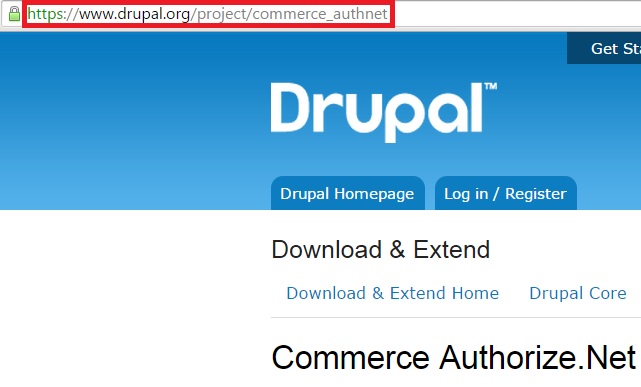 https://www.drupal.org/project/commerce_authnet
Get Sta
Drupal™
Drupal Homepage Log in / Register
Download & Extend
Download & Extend Home Drupal Core
Commerce Authorize.Net